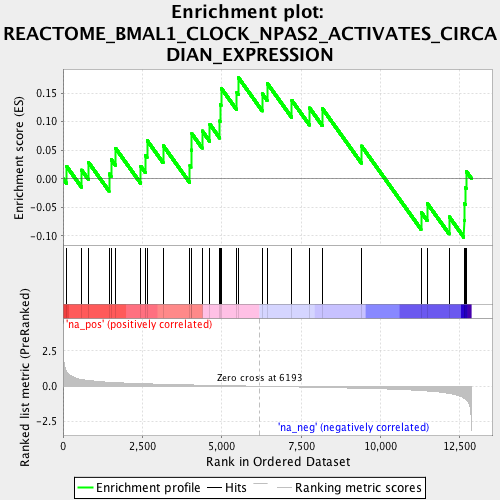 Enrichment plot:
REACTOME_BMAL1_CLOCK_NPAS2_ACTIVATES_CIRCA
DIAN_EXPRESSION
Enrichment score (ES)
0.15
0.10
0.05
0.00
-0.05
-0.10
'na_pos' (positively correlated)
Ranked list metric (PreRanked)
2.5
0.0
-2.5
Zero cross at 6193
'na_neg' (negatively correlated)
0
2,500
5,000
7,500
10,000
12,500
Rank in Ordered Dataset
Enrichment profile
Hits
Ranking metric scores